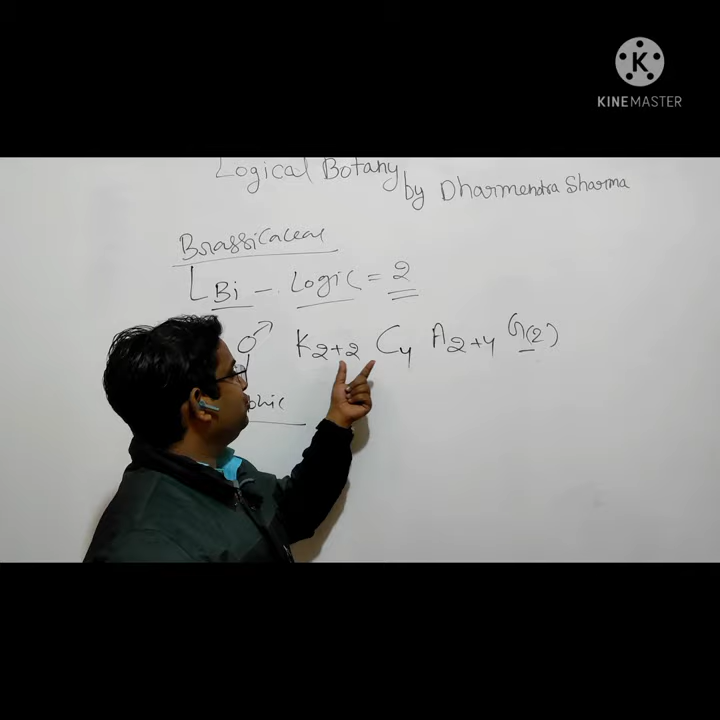 KINEMASTER
Logical Botany
by Dharmendra Sharma
Brassicaceae
Bi - Logic = 2
K2+2 C4 A2+4 G(2)